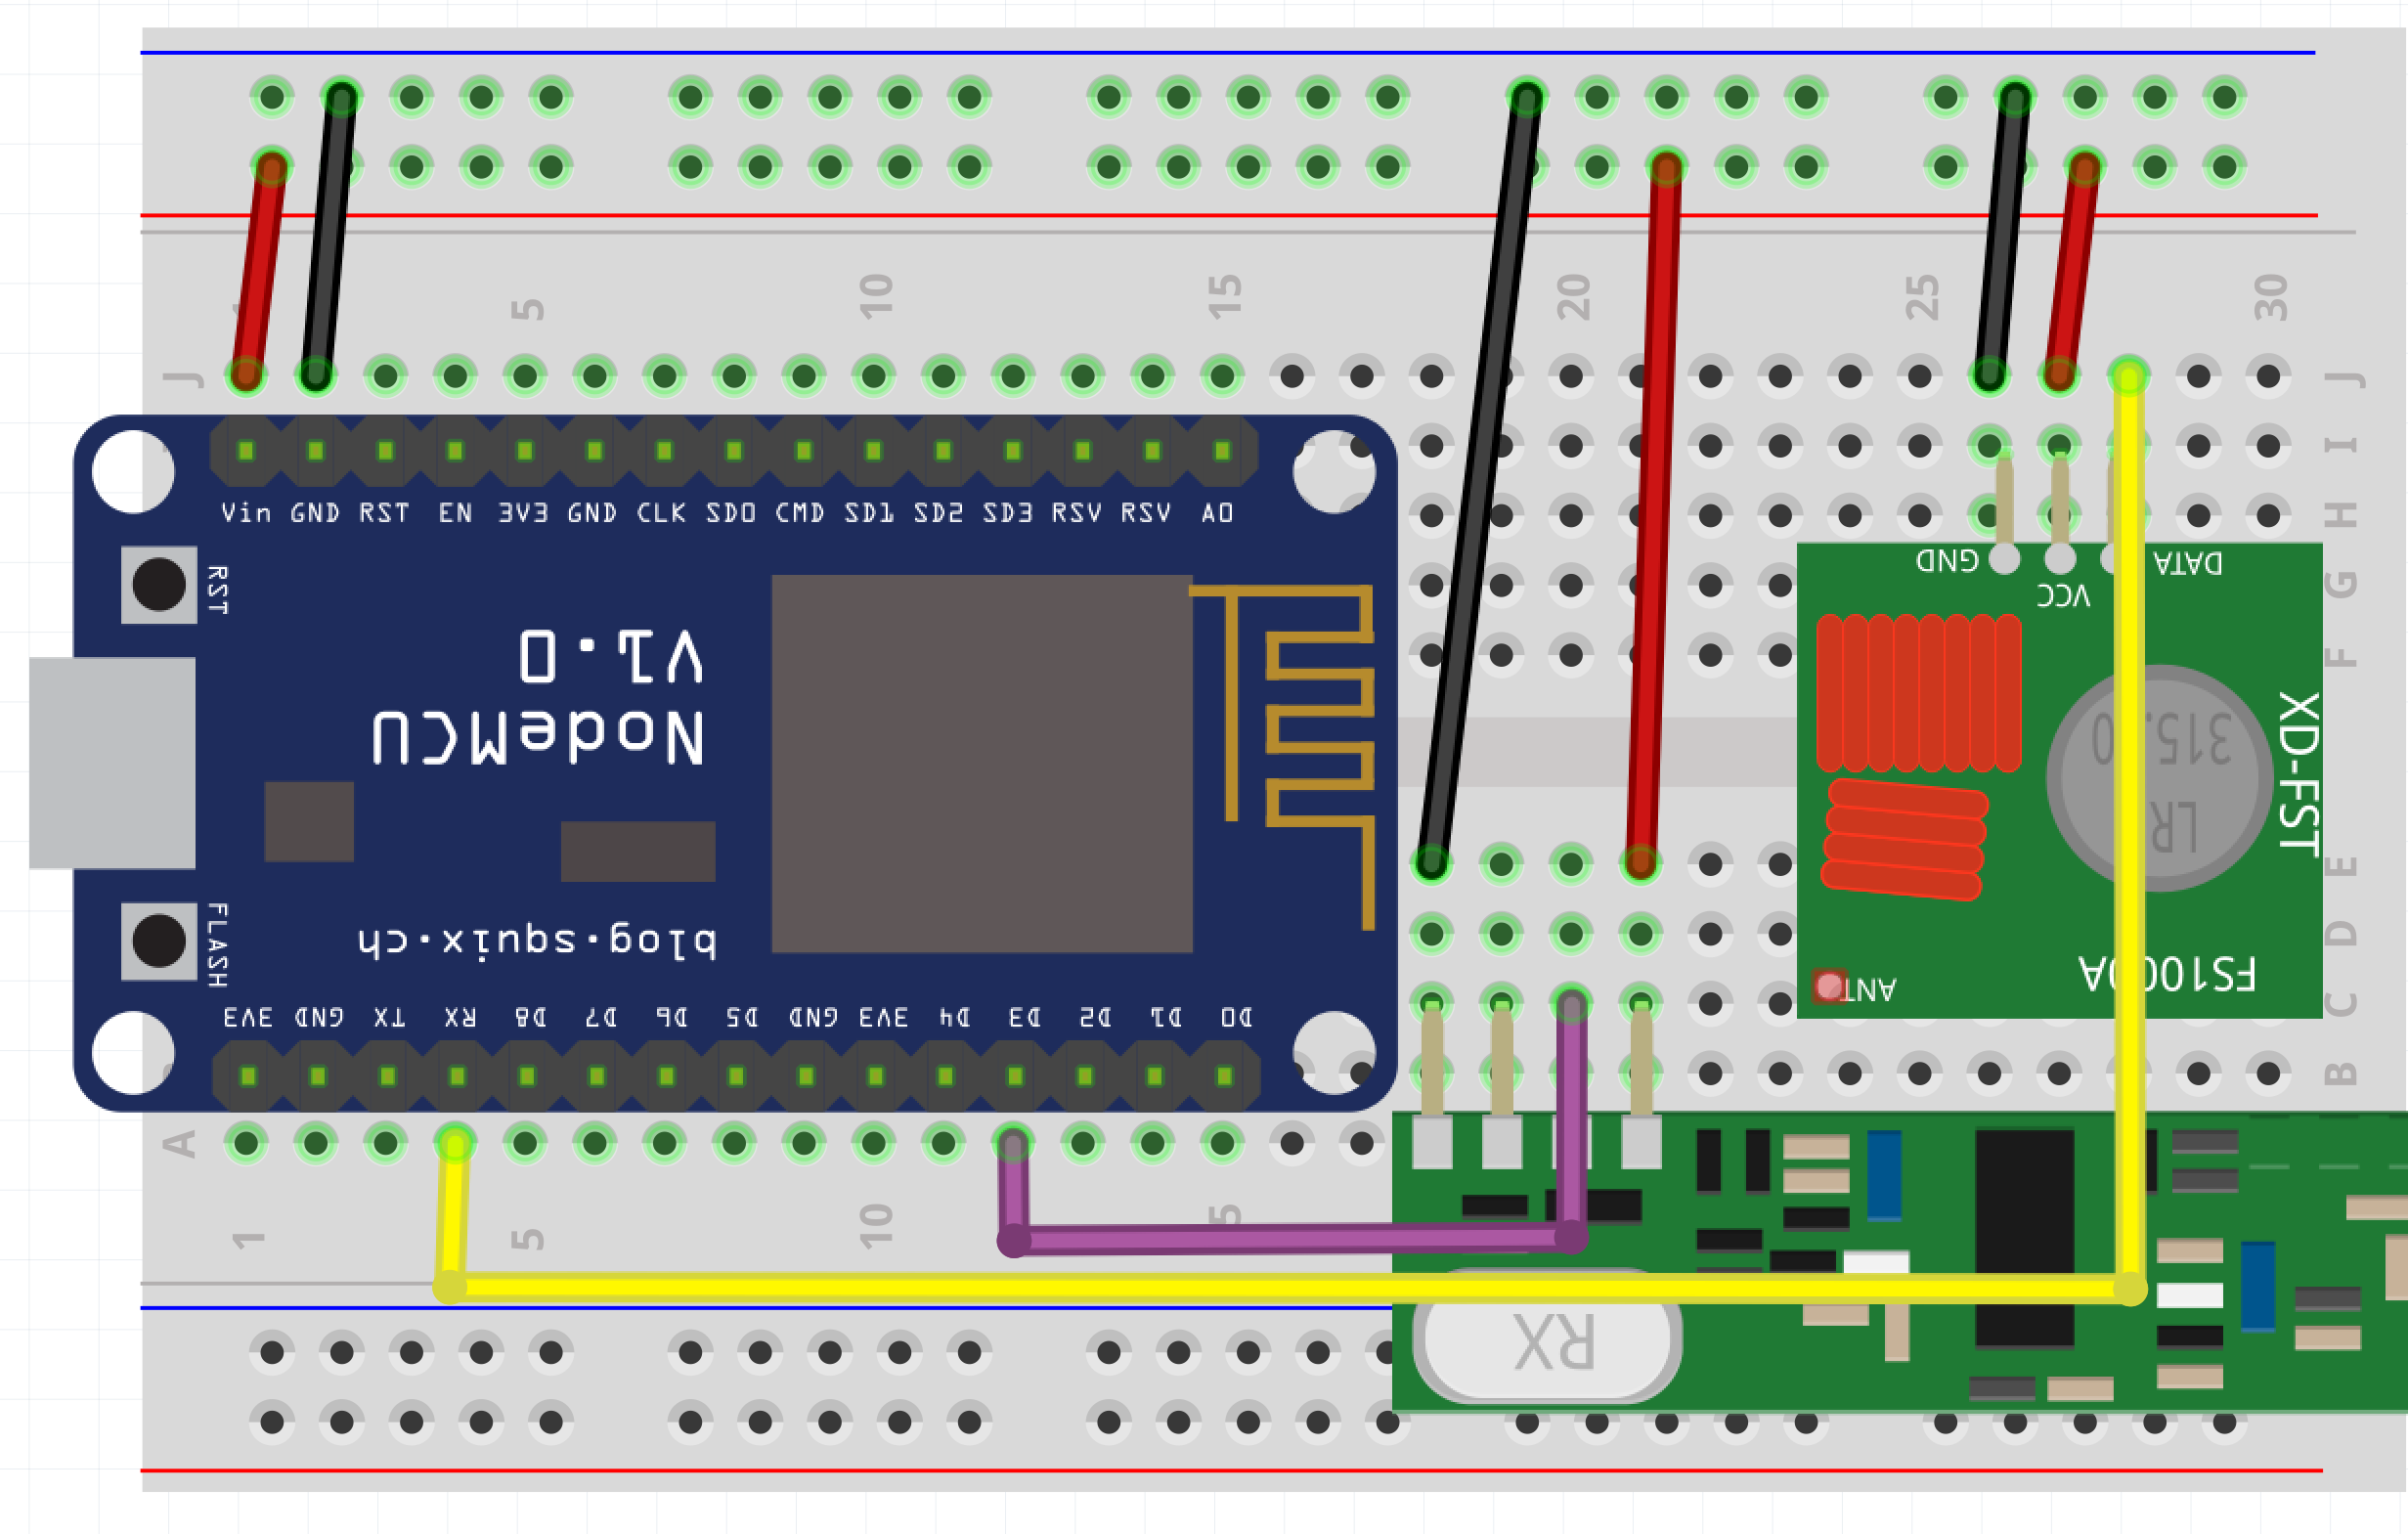 5
10
15
20
25
30
J
J
Vin GND RST EN 3V3 GND CLK SD0 CMD SD1 SD2 SD3 RSV RSV A0
I
H
RST
GND
VCC
DATA
G
V1.0
NodeMCU
F
315.0
LR
XD-FST
E
FLASH
blog.squix.ch
D
FS1000A
ANT
C
3V3 GND TX RX D8 D7 D6 D5 GND 3V3 D4 D3 D2 D1 D0
B
A
1
5
10
5
RX